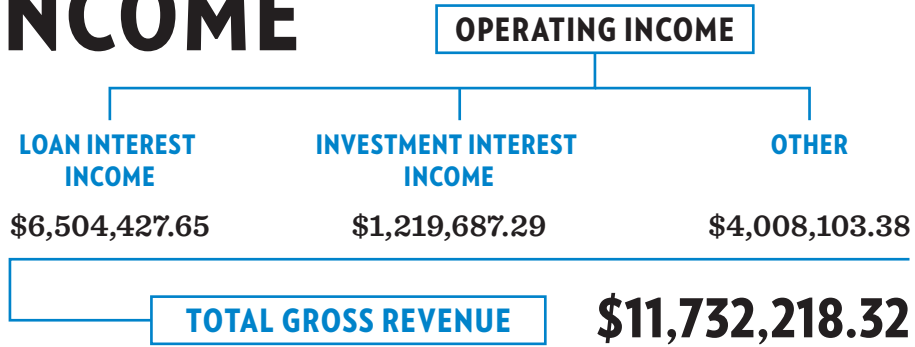 NCOME
OPERATING INCOME
LOAN INTEREST
INCOME
INVESTMENT INTEREST
INCOME
OTHER
$6,504,427.65
$1,219,687.29
$4,008,103.38
TOTAL GROSS REVENUE
$11,732,218.32